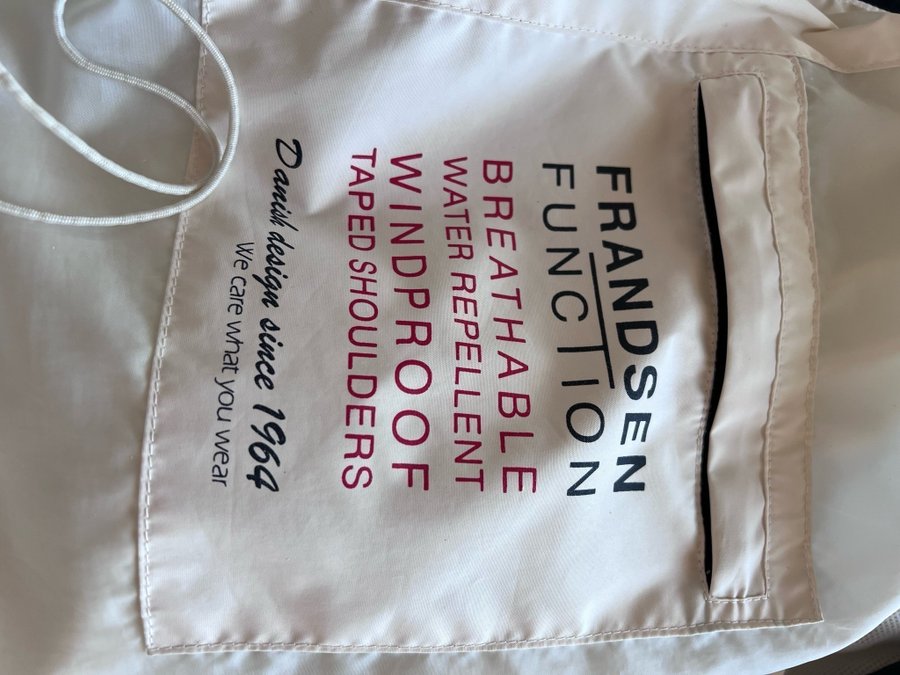 FRANDSEN
FUNCTION
BREATHABLE
WATER REPELLENT
WINDPROOF
TAPED SHOULDERS
Danish design since 1964
We care what you wear